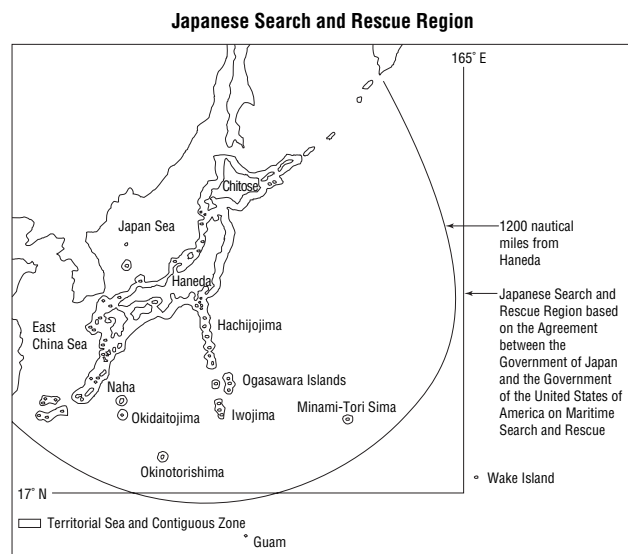 Japanese Search and Rescue Region
165° E
Chitose
Japan Sea
1200 nautical
miles from
Haneda
Haneda
Japanese Search and
Rescue Region based
on the Agreement
between the
Government of Japan
and the Government
of the United States of
America on Maritime
Search and Rescue
East
China Sea
Hachijojima
Ogasawara Islands
Naha
Iwojima
Minami-Tori Sima
Okidaitojima
Okinotorishima
Wake Island
17° N
Territorial Sea and Contiguous Zone
Guam